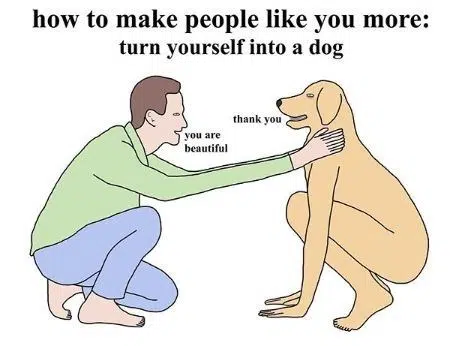 how to make people like you more:
turn yourself into a dog
thank you
you are
beautiful